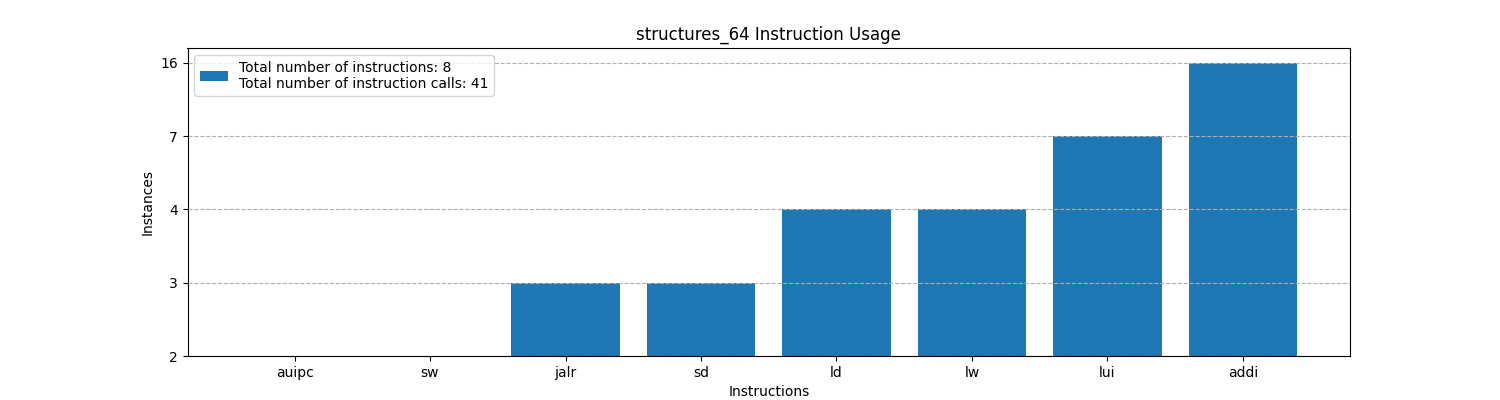 structures_64 Instruction Usage
Total number of instructions: 8
Total number of instruction calls: 41
16
7
4
3
2
Instances
auipc sw jalr sd ld lw lui addi
Instructions